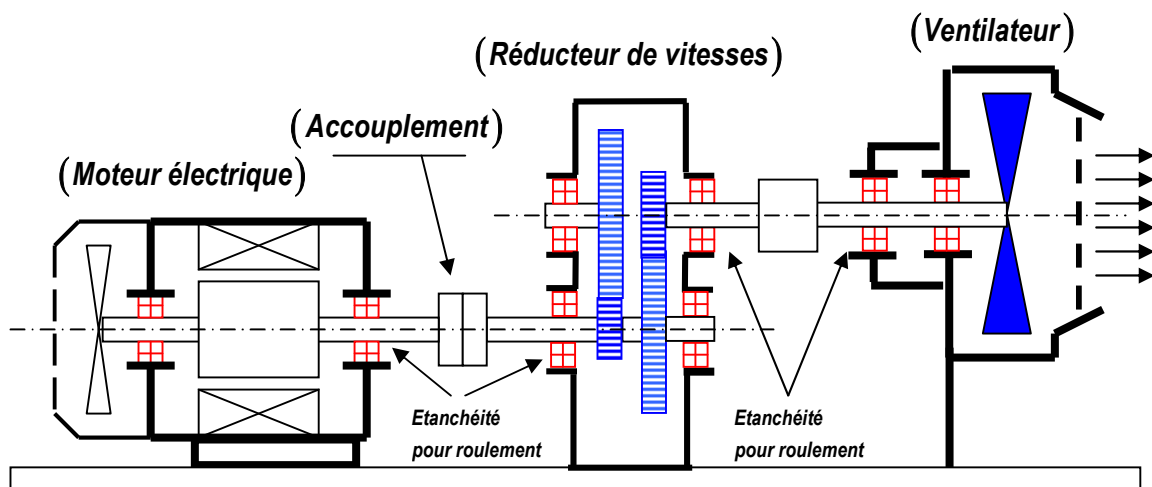 (Ventilateur)
(Réducteur de vitesses)
(Accouplement)
(Moteur électrique)
Etanchéité
pour roulement
Etanchéité
pour roulement